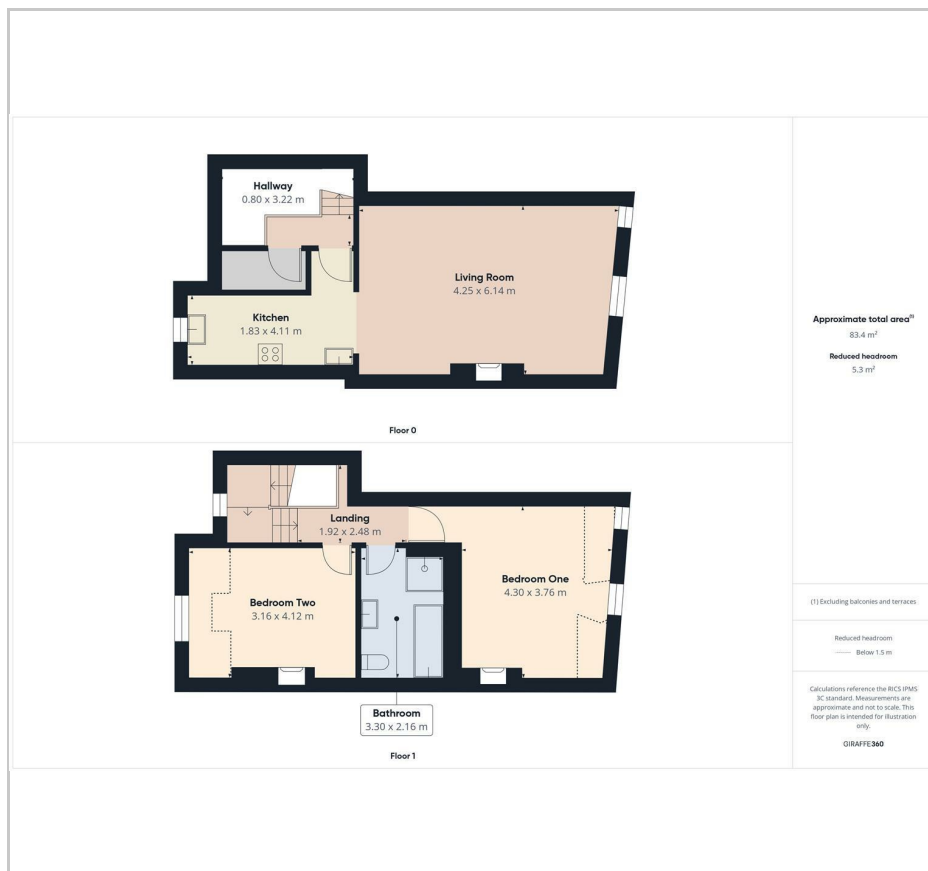 Hallway
0.80 x 3.22 m
Living Room
4.25 x 6.14 m
Kitchen
1.83 x 4.11 m
Floor 0
Landing
1.92 x 2.48 m
Bedroom One
4.30 x 3.76 m
Bedroom Two
3.16 x 4.12 m
Bathroom
3.30 x 2.16 m
Floor 1
Approximate total area(1)
83.4 m²
Reduced headroom
5.3 m²
(1) Excluding balconies and terraces
Reduced headroom
Below 1.5 m
Calculations reference the RICS IPMS
3C standard. Measurements are
approximate and not to scale. This
floor plan is intended for illustration
only.
GIRAFFE360